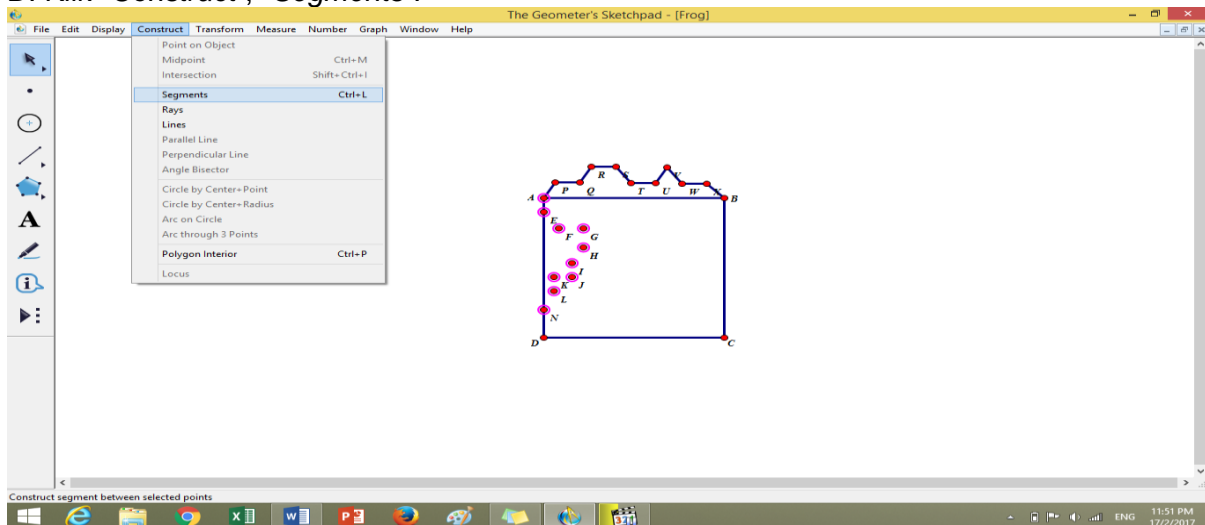 The Geometer's Sketchpad - [Frog]
File Edit Display Construct Transform Measure Number Graph Window Help
Point on Object
Midpoint Ctrl+M
Intersection Shift+Ctrl+I
Segments Ctrl+L
Rays
Lines
Parallel Line
Perpendicular Line
Angle Bisector
Circle by Center+Point
Circle by Center+Radius
Arc on Circle
Arc through 3 Points
Polygon Interior Ctrl+P
Locus
A
R S V
P Q T U W X
A B
E
F G
H
I
K J
L
N
D C
Construct segment between selected points
ENG 11:51 PM
17/2/2017